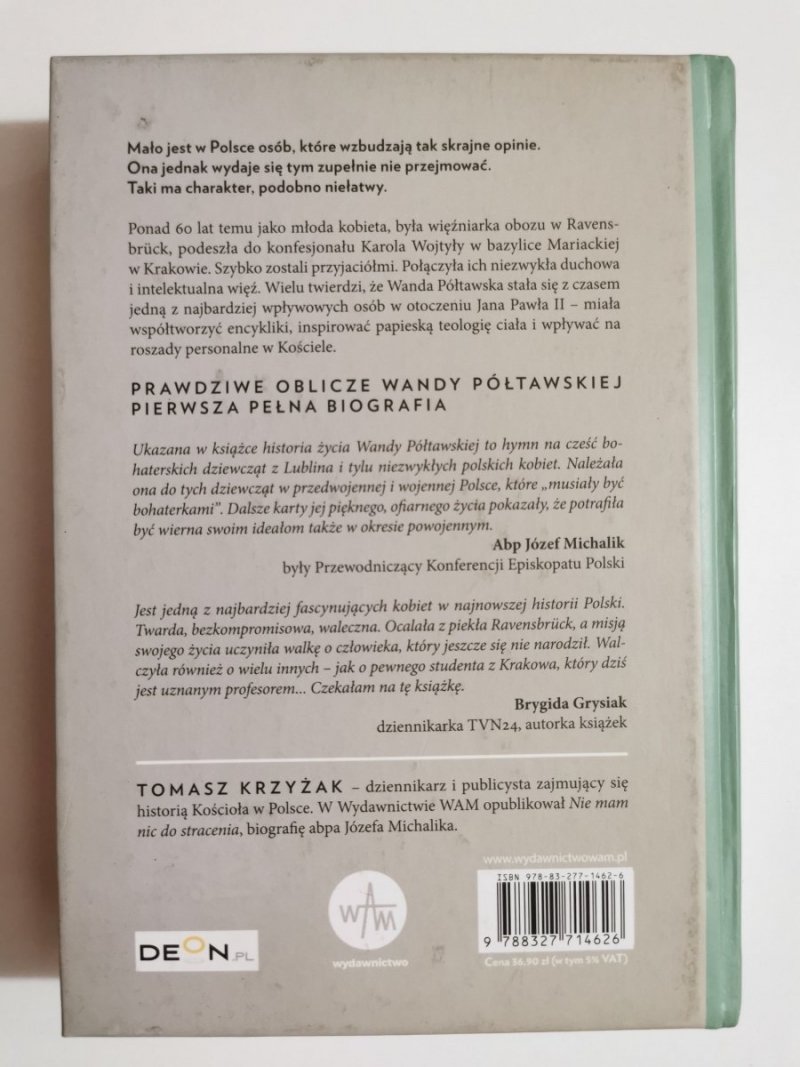 Mało jest w Polsce osób, które wzbudzają tak skrajne opinie.
Ona jednak wydaje się tym zupełnie nie przejmować.
Taki ma charakter, podobno niełatwy.
Ponad 60 lat temu jako młoda kobieta, była więźniarka obozu w Ravens-
brück, podeszła do konfesjonału Karola Wojtyły w bazylice Mariackiej
w Krakowie. Szybko zostali przyjaciółmi. Połączyła ich niezwykła duchowa
i intelektualna więź. Wielu twierdzi, że Wanda Półtawska stała się z czasem
jedną z najbardziej wpływowych osób w otoczeniu Jana Pawła II – miała
współtworzyć encykliki, inspirować papieską teologię ciała i wpływać na
roszady personalne w Kościele.
PRAWDZIWE OBLICZE WANDY PÓŁTAWSKIEJ
PIERWSZA PEŁNA BIOGRAFIA
Ukazana w książce historia życia Wandy Półtawskiej to hymn na cześć bo-
haterskich dziewcząt z Lublina i tylu niezwykłych polskich kobiet. Należała
ona do tych dziewcząt w przedwojennej i wojennej Polsce, które „musiały być
bohaterkami”. Dalsze karty jej pięknego, ofiarnego życia pokazały, że potrafiła
być wierna swoim ideałom także w okresie powojennym.
Abp Józef Michalik
były Przewodniczący Konferencji Episkopatu Polski
Jest jedną z najbardziej fascynujących kobiet w najnowszej historii Polski.
Twarda, bezkompromisowa, waleczna. Ocalała z piekła Ravensbrück, a misją
swojego życia uczyniła walkę o człowieka, który jeszcze się nie narodził. Wal-
czyła również o wielu innych – jak o pewnego studenta z Krakowa, który dziś
jest uznanym profesorem... Czekałam na tę książkę.
Brygida Grysiak
dziennikarka TVN24, autorka książek
TOMASZ KRZYŻAK – dziennikarz i publicysta zajmujący się
historią Kościoła w Polsce. W Wydawnictwie WAM opublikował Nie mam
nic do stracenia, biografię abpa Józefa Michalika.
www.wydawnictwowam.pl
ISBN 978-83-277-1462-6
9 788327 714626
Cena 36,90 zł (w tym 5% VAT)
WAM
wydawnictwo
DEON.PL